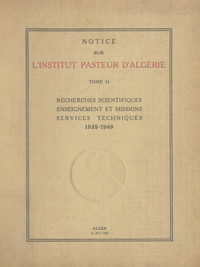 NOTICE
SUR
L'INSTITUT PASTEUR D'ALGÉRIE
TOME II
RECHERCHES SCIENTIFIQUES
ENSEIGNEMENT ET MISSIONS
SERVICES TECHNIQUES
1935-1949
ALGER